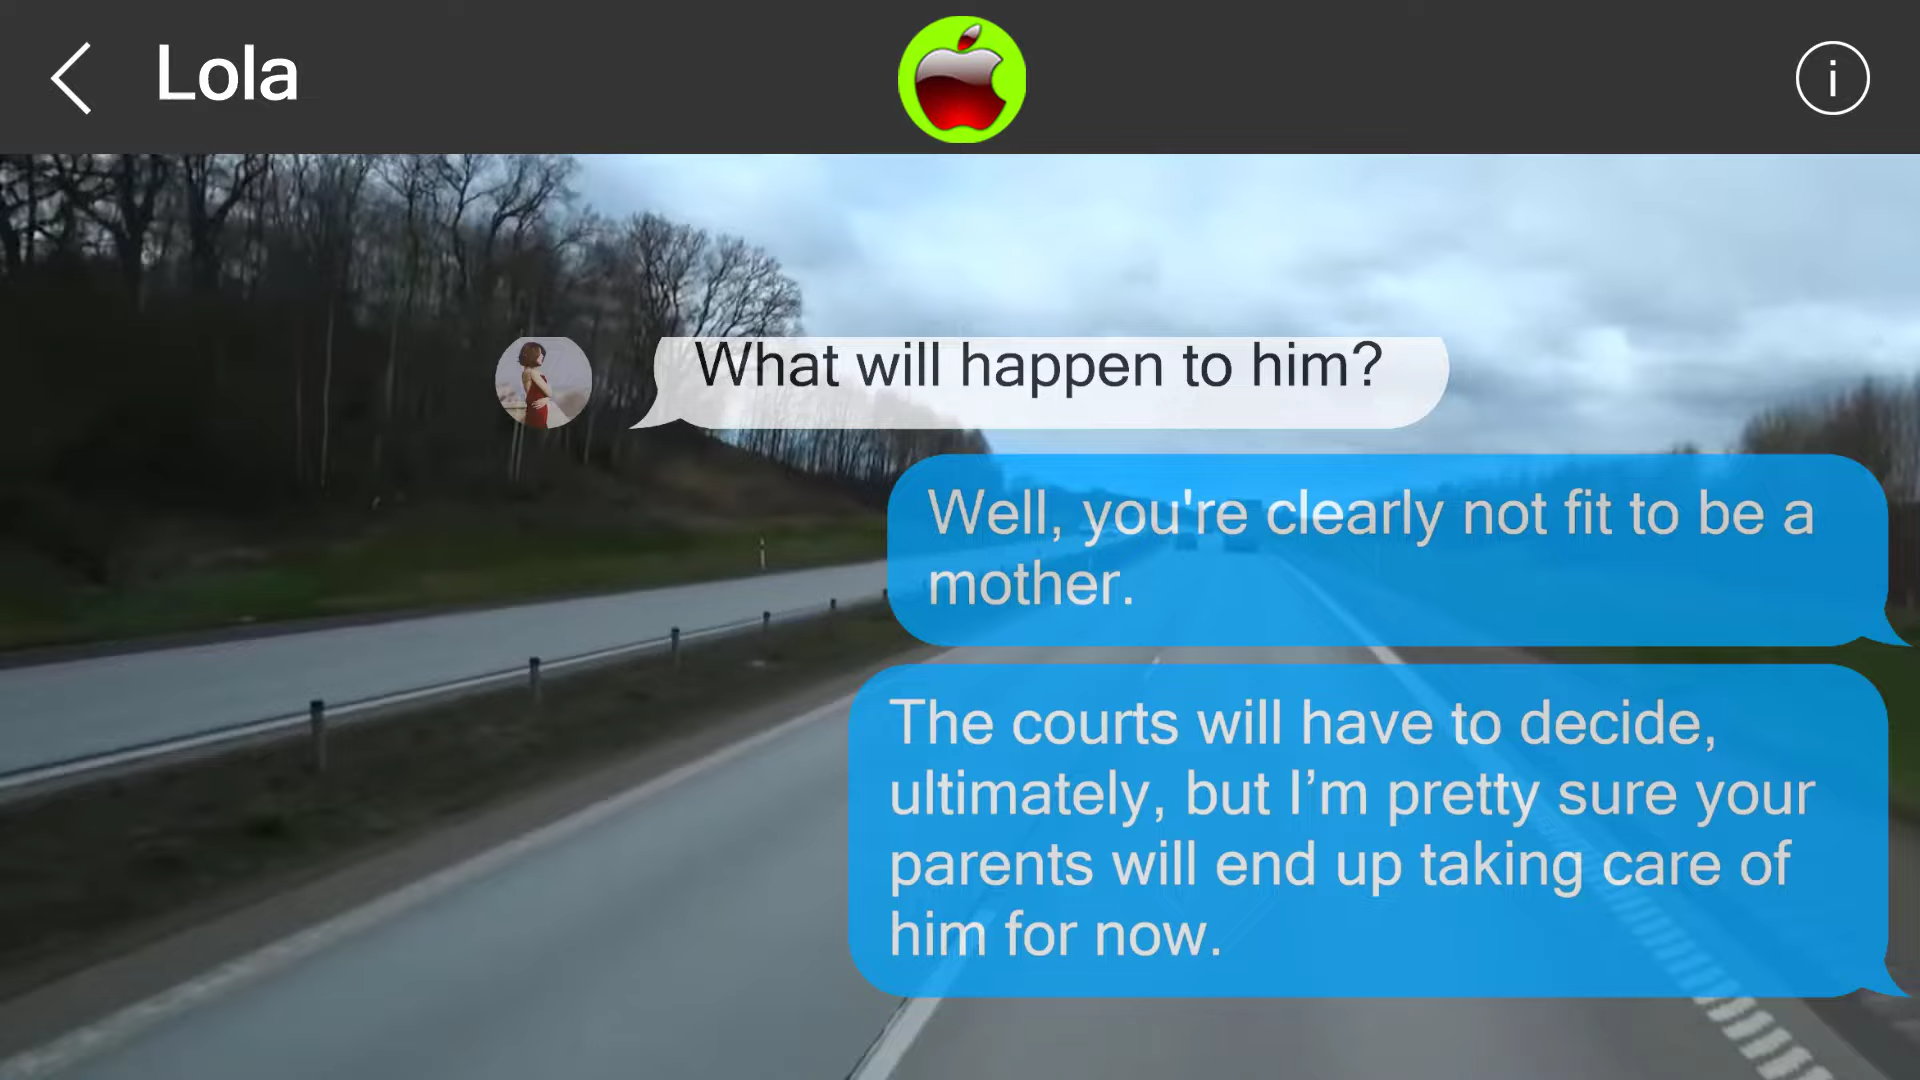 Lola
What will happen to him?
Well, you're clearly not fit to be a
mother.
The courts will have to decide,
ultimately, but I’m pretty sure your
parents will end up taking care of
him for now.